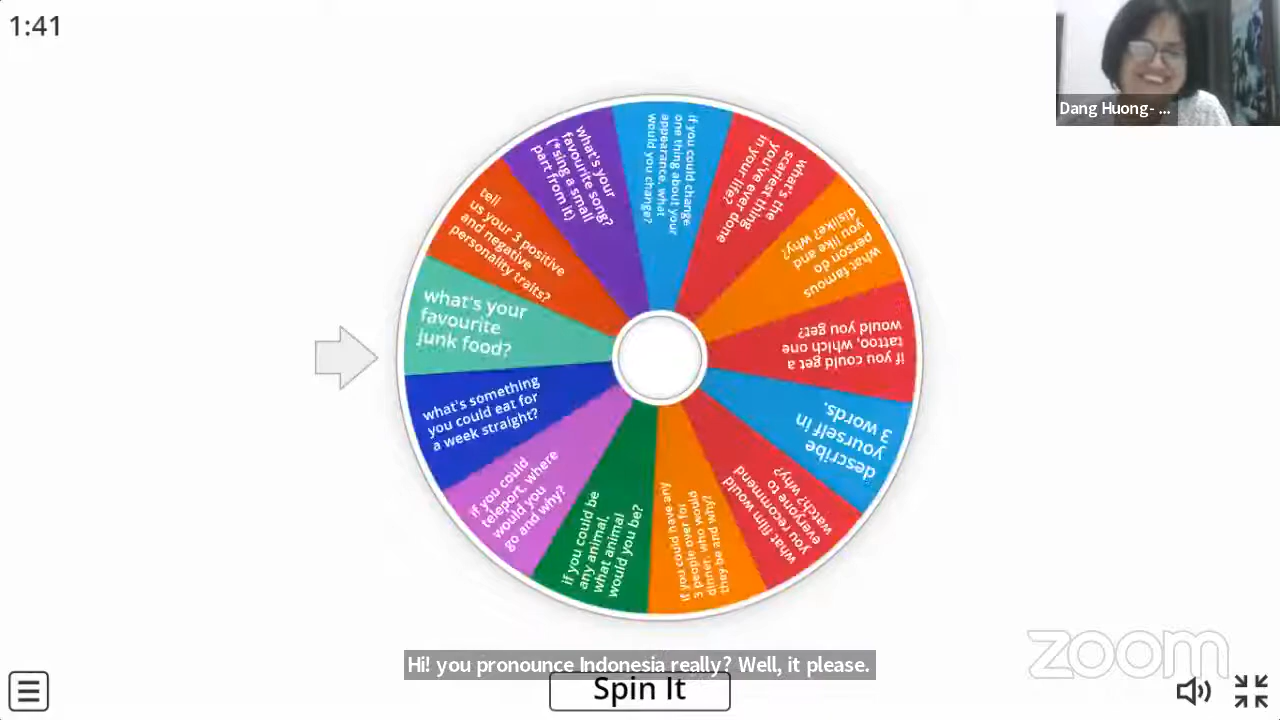 1:41
Dang Huong- ...
if you could change
one thing about your
appearance, what
would you change?
what's the
scariest thing
you've ever done
in your life?
what famous
person do
you like and
dislike? why?
if you could get a
tattoo, which one
would you get?
describe
yourself in
3 words.
what film would
you recommend
everyone to
watch? why?
if you could have any
3 people over for
dinner, who would
they be and why?
if you could be
any animal,
what animal
would you be?
if you could
teleport, where
would you
go and why?
what's something
you could eat for
a week straight?
what's your
favourite
junk food?
tell
us your 3 positive
and negative
personality traits?
what's your
favourite song?
(*sing a small
part from it)
Hi! you pronounce Indonesia really? Well, it please.
Spin It
zoom